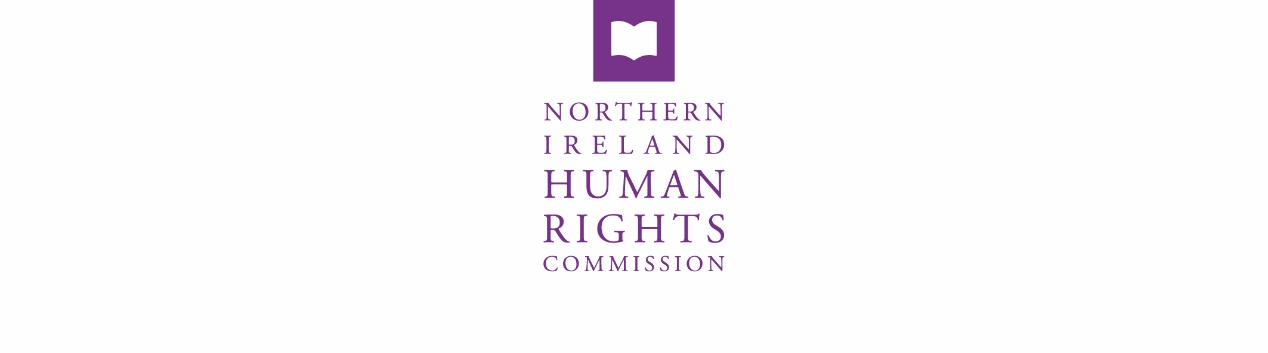 NORTHERN
IRELAND
HUMAN
RIGHTS
COMMISSION